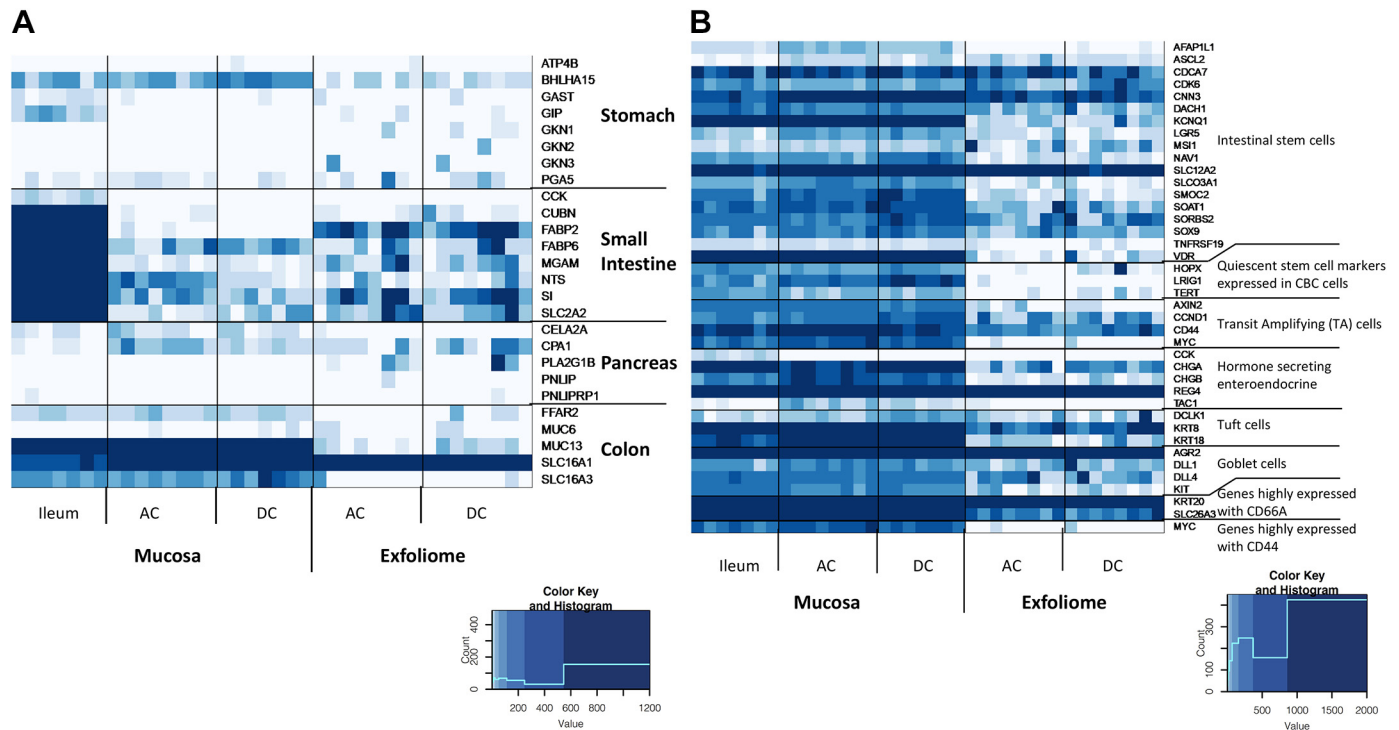 A
ATP4B
BHLHA15
GAST
GIP
GKN1
GKN2
GKN3
PGA5
Stomach
CCK
CUBN
FABP2
FABP6
MGAM
NTS
SI
SLC2A2
Small
Intestine
CELA2A
CPA1
PLA2G1B
PNLIP
PNLIPRP1
Pancreas
FFAR2
MUC6
MUC13
SLC16A1
SLC16A3
Colon
Ileum AC DC AC DC
Mucosa Exfoliome
Color Key
and Histogram
Count
0 200 400
200 400 600 800 1200
Value
B
AFAP1L1
ASCL2
CDCA7
CDK6
CNN3
DACH1
KCNQ1
LGR5
MSI1
NAV1
SLC12A2
SLCO3A1
SMOC2
SOAT1
SORBS2
SOX9
TNFRSF19
VDR
Intestinal stem cells
HOPX
LRIG1
TERT
Quiescent stem cell markers
expressed in CBC cells
AXIN2
CCND1
CD44
MYC
Transit Amplifying (TA) cells
CCK
CHGA
CHGB
REG4
TAC1
Hormone secreting
enteroendocrine
DCLK1
KRT8
KRT18
Tuft cells
AGR2
DLL1
DLL4
KIT
Goblet cells
KRT20
SLC26A3
Genes highly expressed
with CD66A
MYC
Genes highly expressed
with CD44
Ileum AC DC AC DC
Mucosa Exfoliome
Color Key
and Histogram
Count
0 100 300
500 1000 1500 2000
Value